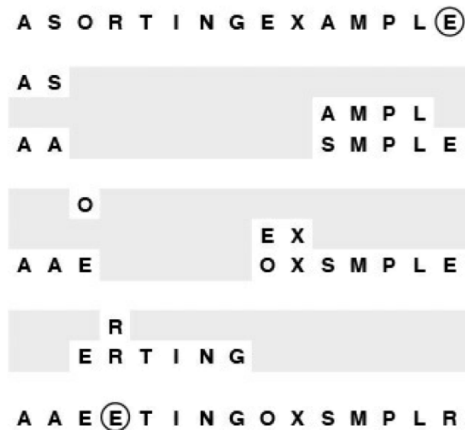 A S O R T I N G E X A M P L E
A S
A M P L
A A S M P L E
O
E X
A A E O X S M P L E
R
E R T I N G
A A E E T I N G O X S M P L R